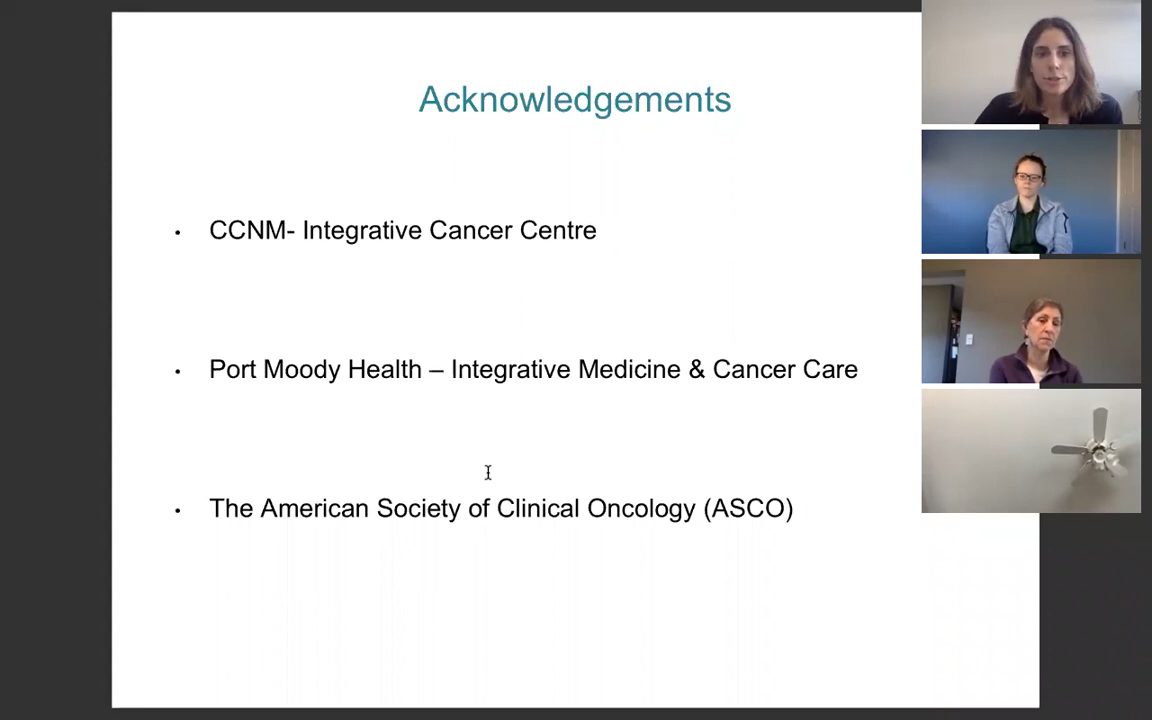 Acknowledgements
• CCNM- Integrative Cancer Centre
• Port Moody Health – Integrative Medicine & Cancer Care
• The American Society of Clinical Oncology (ASCO)